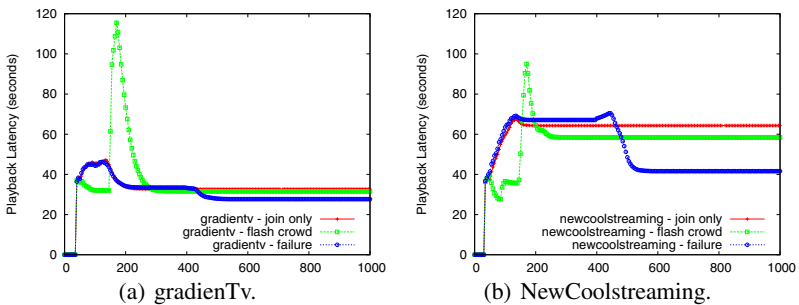 120
100
80
60
40
20
0
Playback Latency (seconds)
gradientv - join only
gradientv - flash crowd
gradientv - failure
0 200 400 600 800 1000
(a) gradienTv.
120
100
80
60
40
20
0
Playback Latency (seconds)
newcoolstreaming - join only
newcoolstreaming - flash crowd
newcoolstreaming - failure
0 200 400 600 800 1000
(b) NewCoolstreaming.